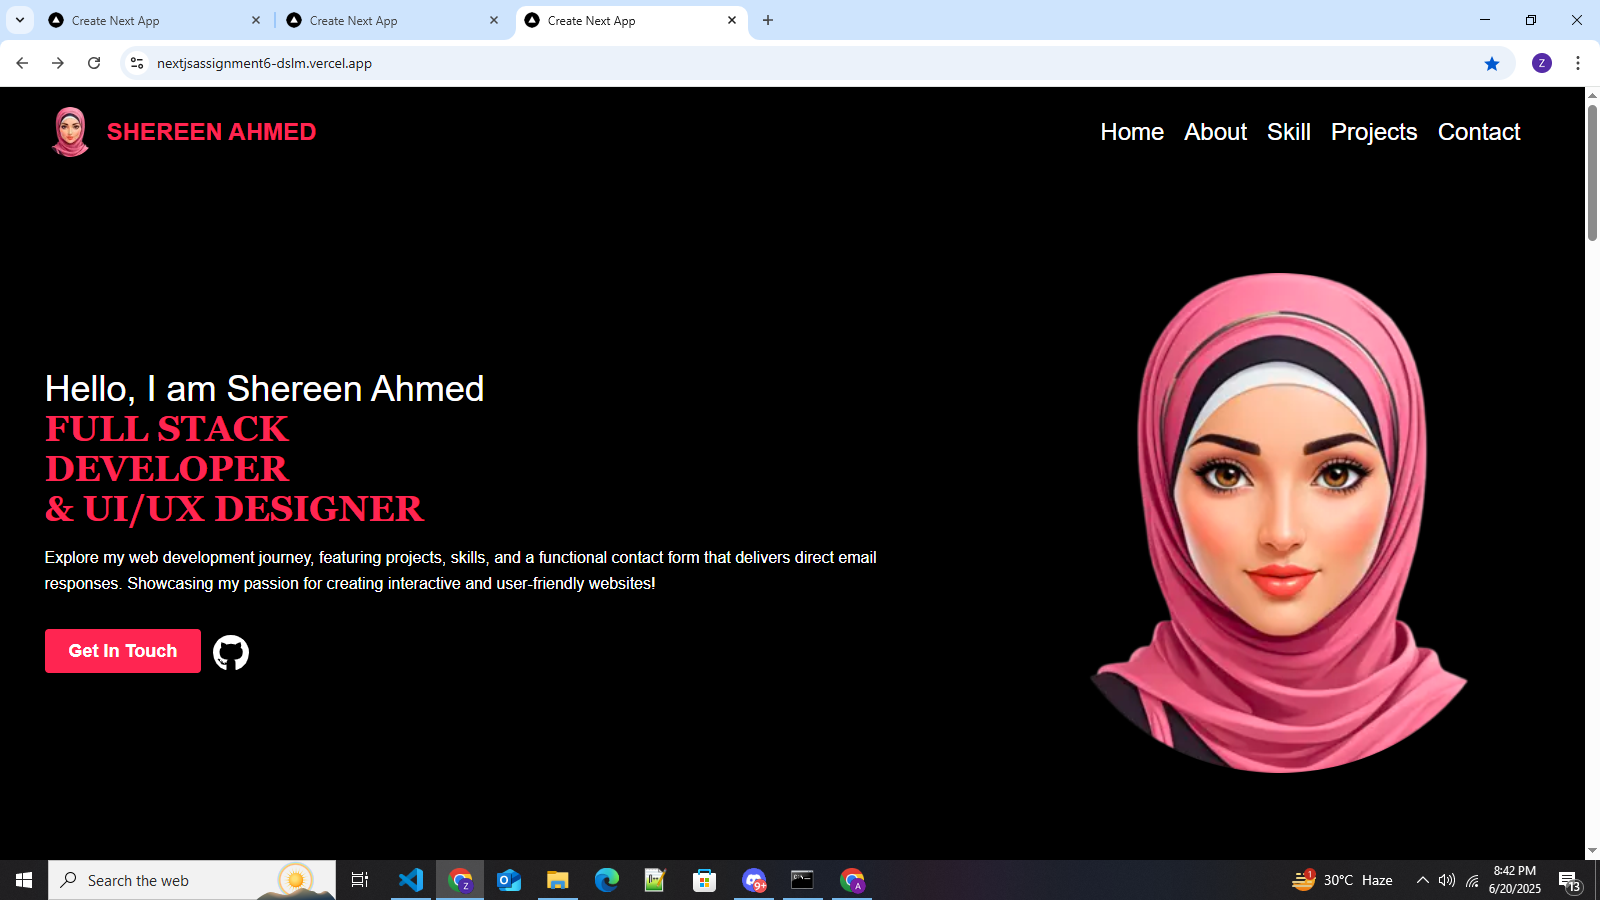 Create Next App
Create Next App
Create Next App
nextjsassignment6-dslm.vercel.app
Z
SHEREEN AHMED
Home About Skill Projects Contact
Hello, I am Shereen Ahmed
FULL STACK
DEVELOPER
& UI/UX DESIGNER
Explore my web development journey, featuring projects, skills, and a functional contact form that delivers direct email
responses. Showcasing my passion for creating interactive and user-friendly websites!
Get In Touch
Search the web
Z
9+
A
1
30°C Haze
8:42 PM
6/20/2025
13